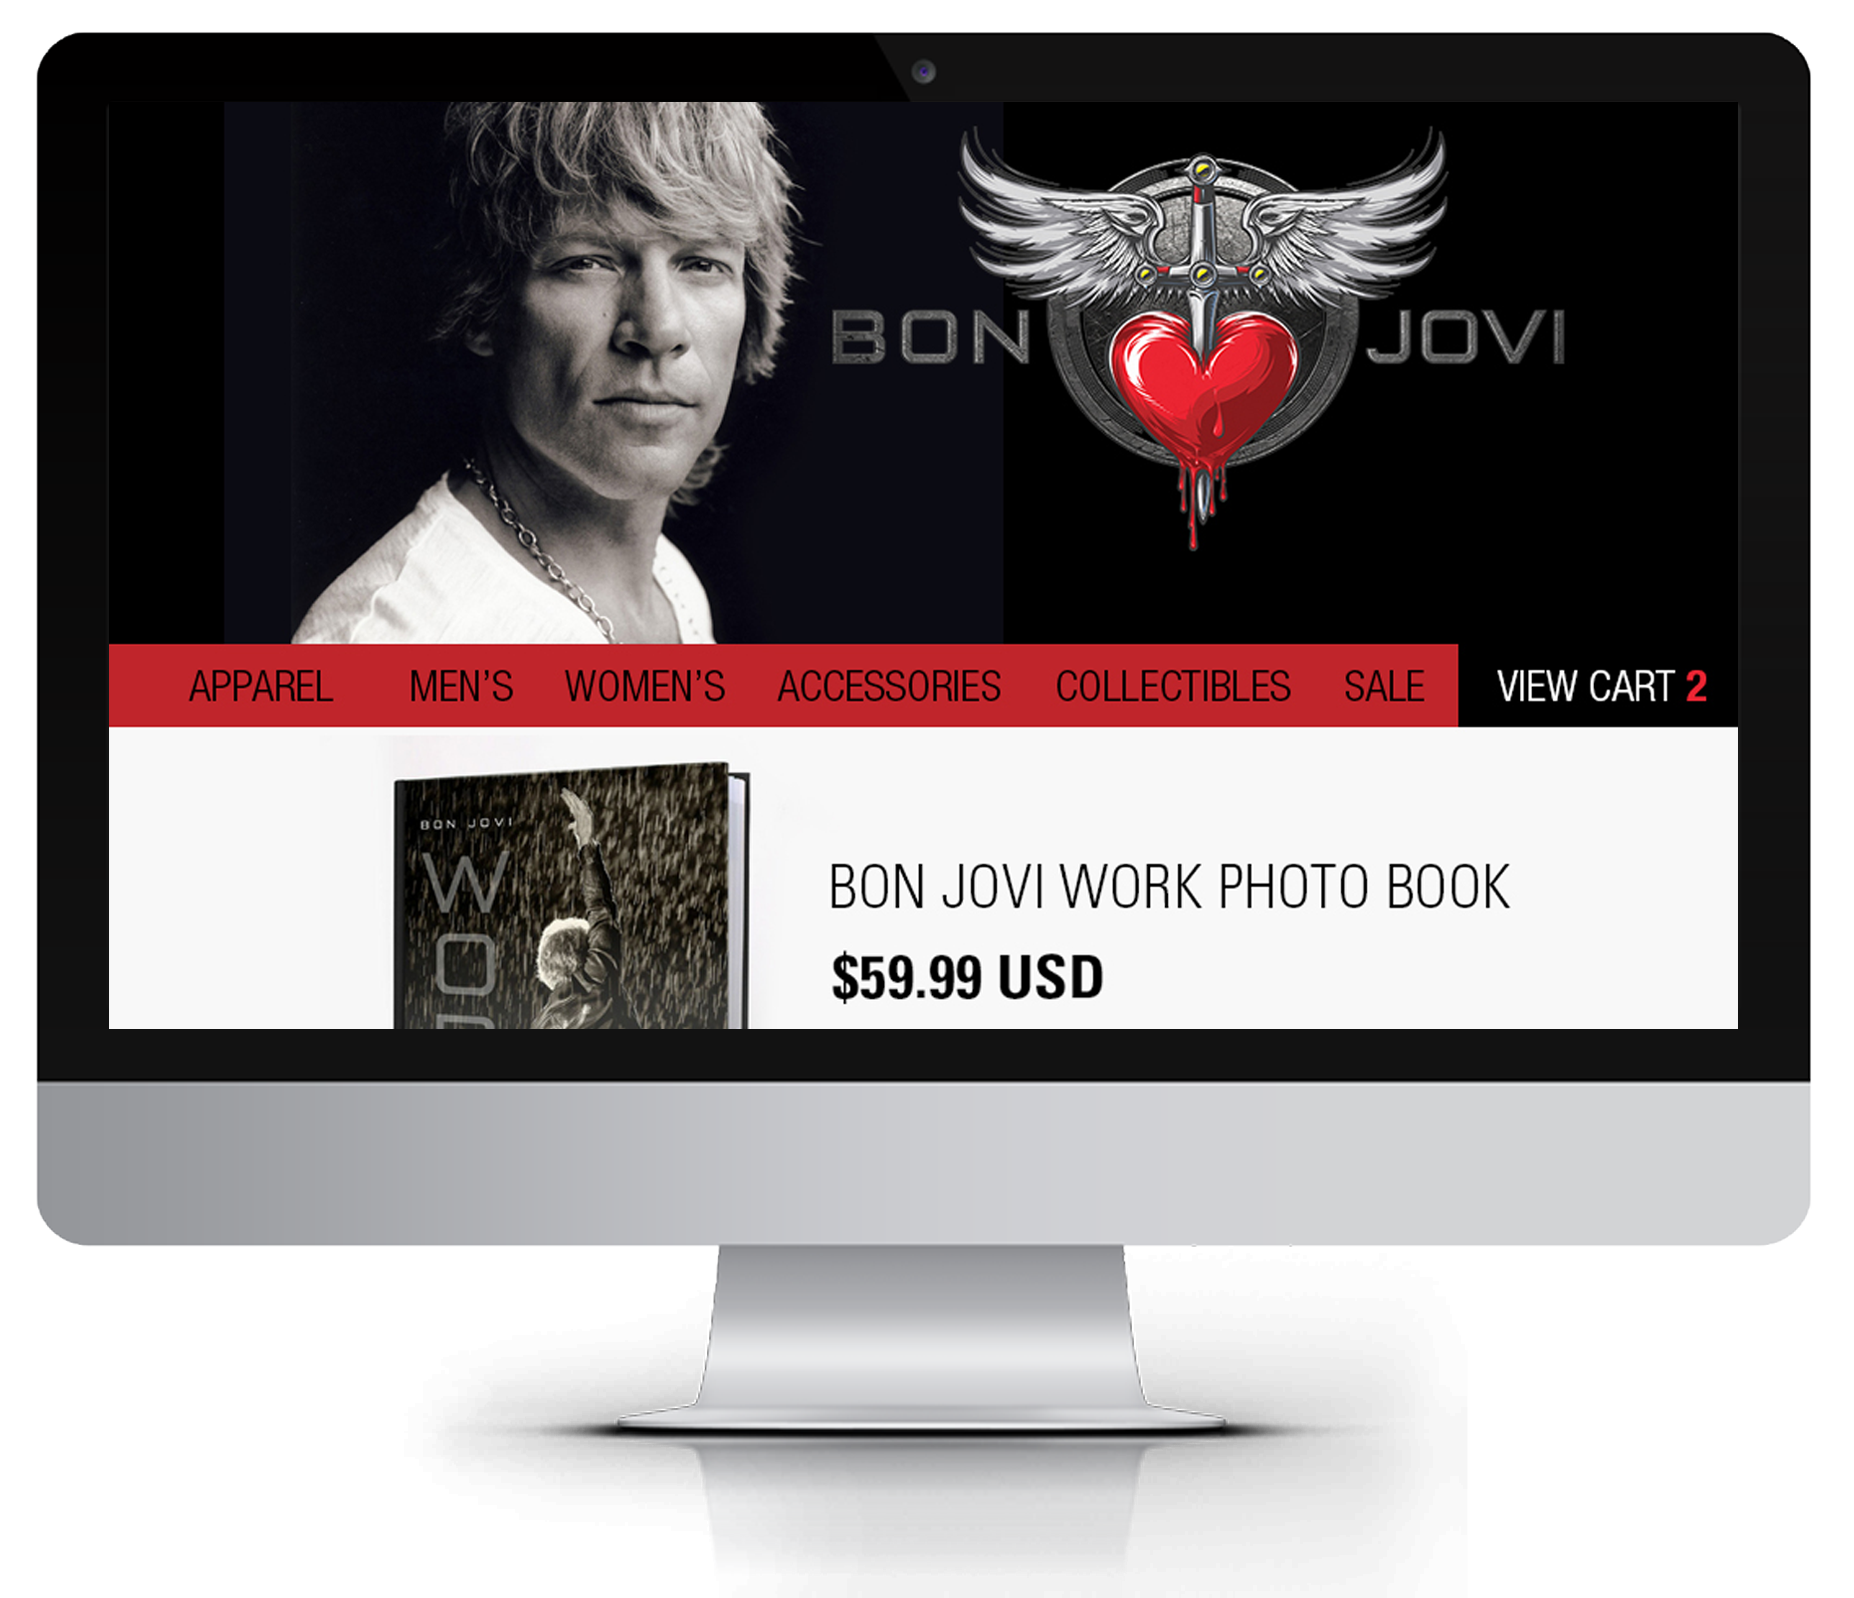 BON JOVI
APPAREL MEN'S WOMEN'S ACCESSORIES COLLECTIBLES SALE VIEW CART 2
BON JOVI
WO
BON JOVI WORK PHOTO BOOK
$59.99 USD